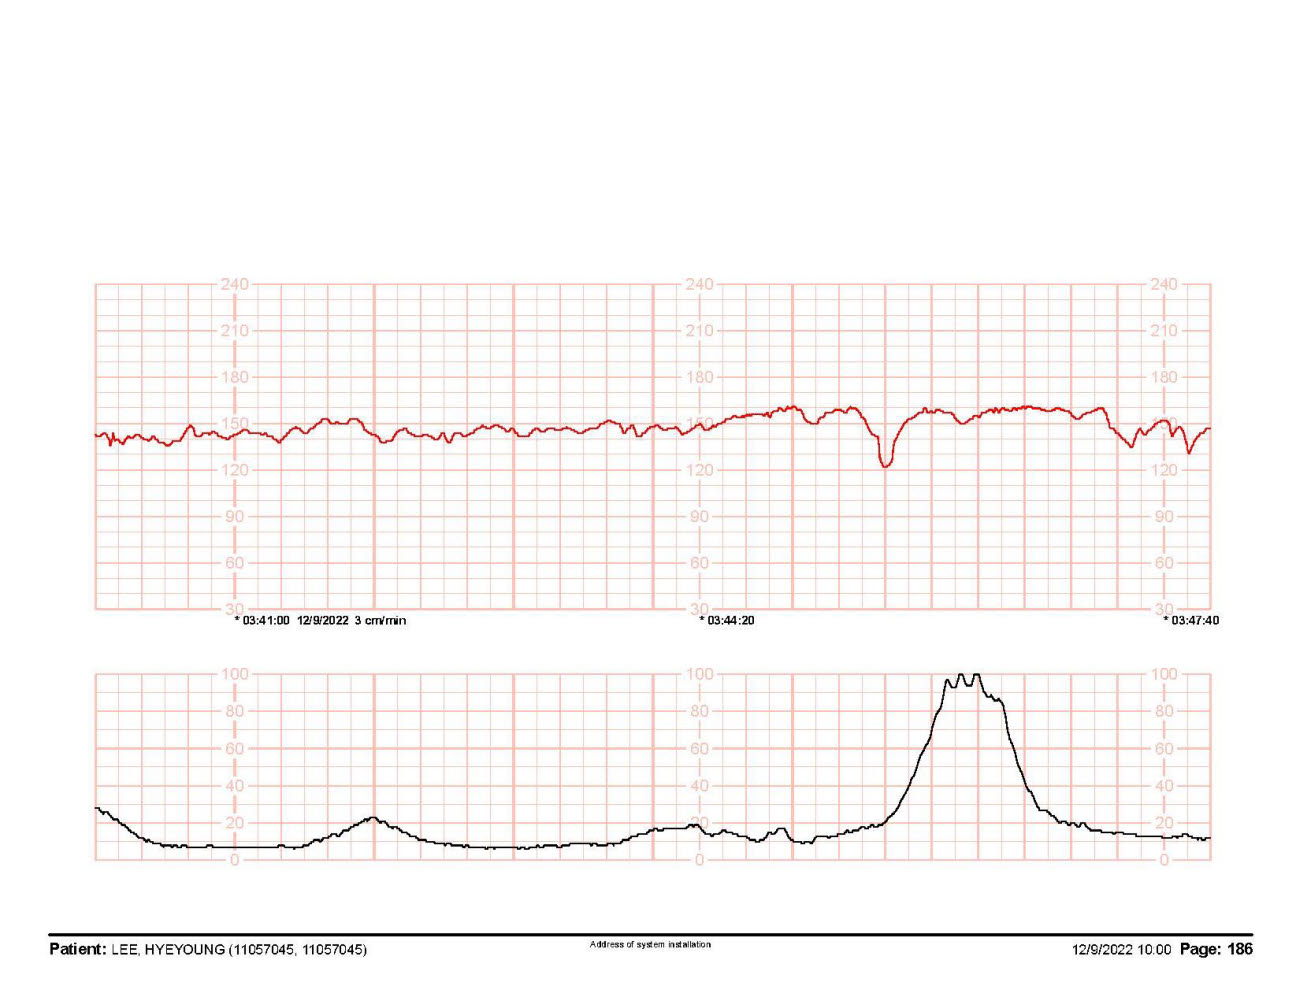 240 240 240
210 210 210
180 180 180
150 150 150
120 120 120
90 90 90
60 60 60
30 30 30
* 03:41:00 12/9/2022 3 cm/min * 03:44:20 * 03:47:40
100 100 100
80 80 80
60 60 60
40 40 40
20 20 20
0 0 0
Patient: LEE, HYEYOUNG (11057045, 11057045) Address of system installation 12/9/2022 10:00 Page: 186